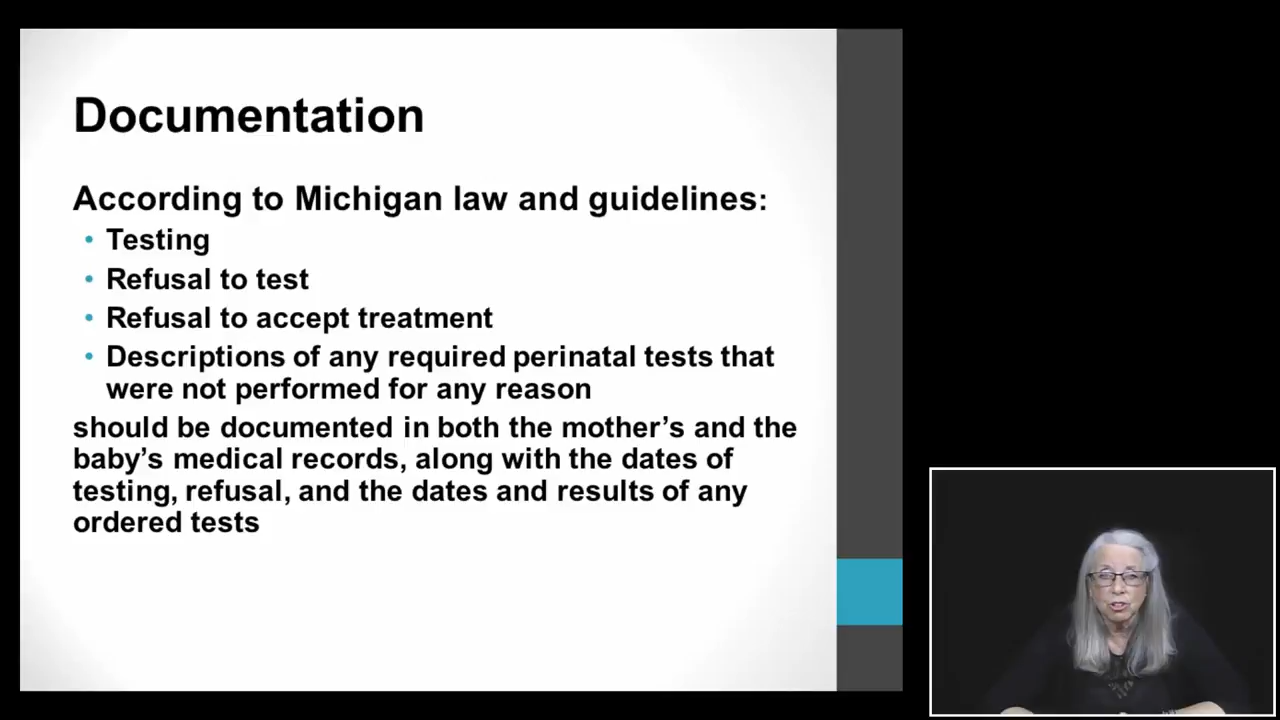 Documentation
According to Michigan law and guidelines:
• Testing
• Refusal to test
• Refusal to accept treatment
• Descriptions of any required perinatal tests that
were not performed for any reason
should be documented in both the mother’s and the
baby’s medical records, along with the dates of
testing, refusal, and the dates and results of any
ordered tests